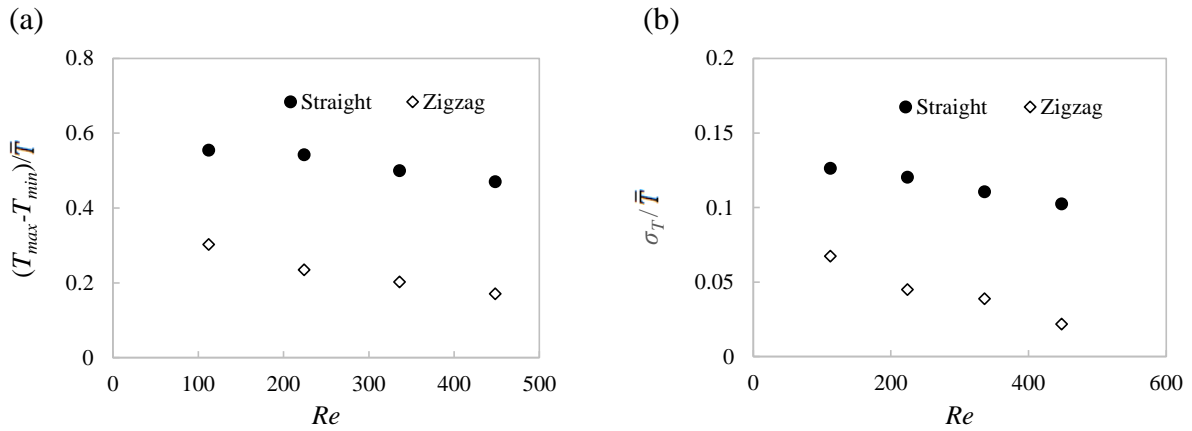 (a)
0.8
0.6
0.4
0.2
0
0 100 200 300 400 500
(T_max-T_min)/T̿
Re
Straight Zigzag
(b)
0.2
0.15
0.1
0.05
0
0 200 400 600
σ_T/T̿
Re
Straight Zigzag